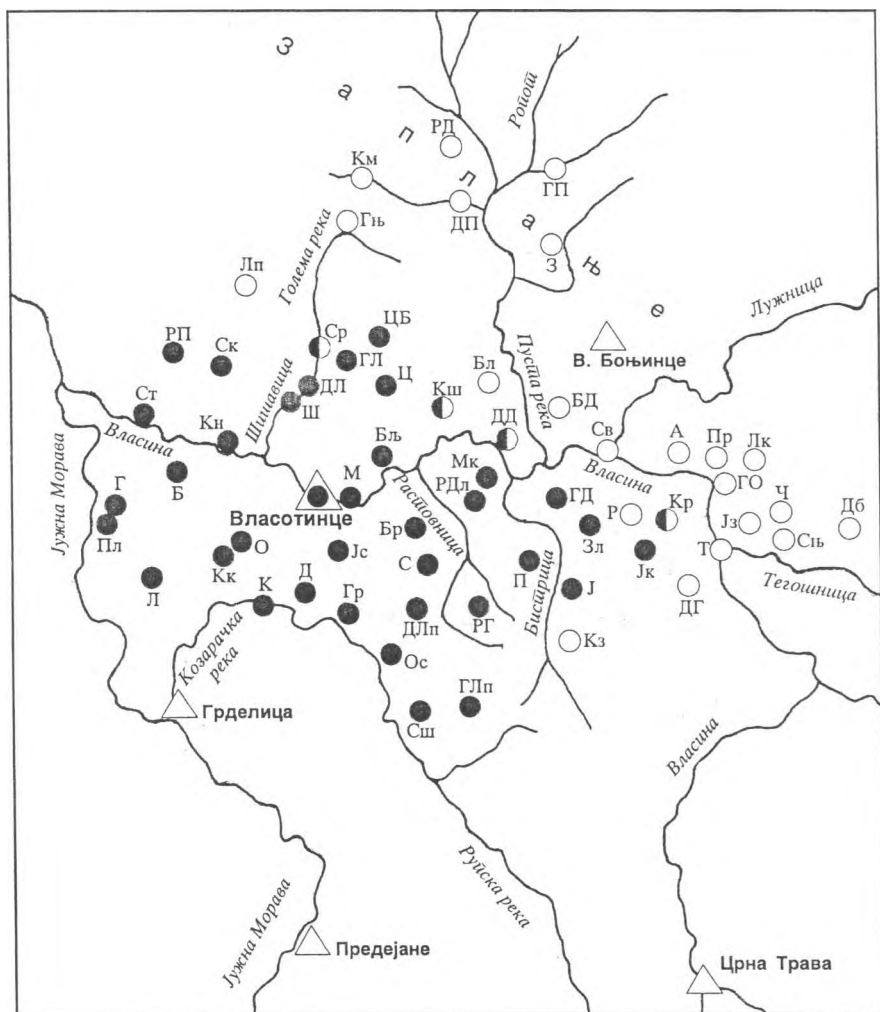 З
а
п
л
а
њ
е
Ропот
РД
Км
ГП
ДП
Гњ
З
Голема река
Лп
Лужница
ЦБ
Ср
РП
Ск
ГЛ
Пуста река
В. Боњинце
Ц
Бл
ДЛ
Кш
БД
Ш
Шишавица
Ст
Кн
ДД
Св
А
Пр
Лк
Власина
Бљ
Власина
Јужна Морава
Б
М
Мк
ГО
Г
РДл
ГД
Р
Кр
Ч
Дб
Власотинце
Растовница
Пл
Бр
Јз
О
Јс
Зл
Сњ
Т
Кк
С
П
Јк
Л
К
Д
Гр
Ј
ДГ
Тегошница
ДЛп
РГ
Бистрица
Козарачка
река
Кз
Ос
Грделица
ГЛп
Сш
Власина
Рупска река
Јужна Морава
Предејане
Црна Трава